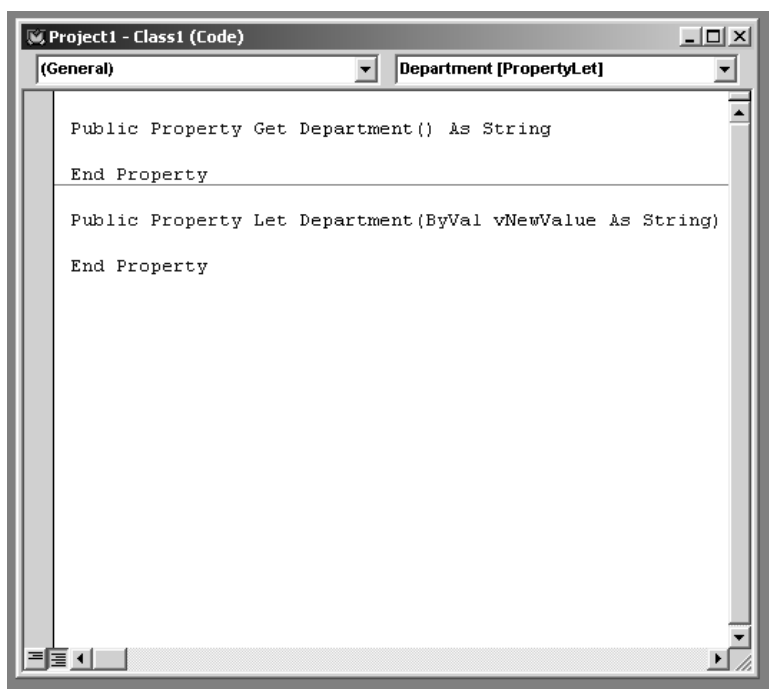 Project1 - Class1 (Code)
(General) Department [PropertyLet]
Public Property Get Department() As String
End Property
Public Property Let Department(ByVal vNewValue As String)
End Property